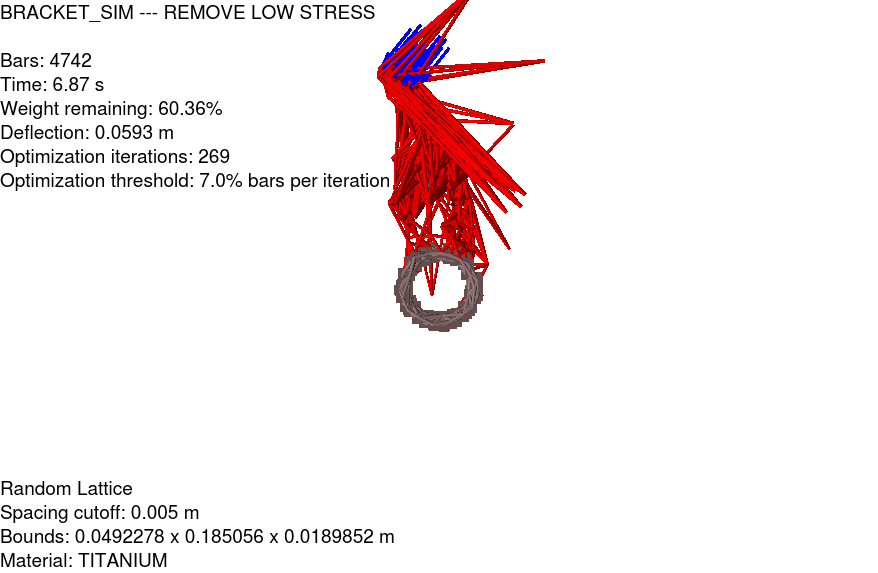 BRACKET_SIM --- REMOVE LOW STRESS
Bars: 4742
Time: 6.87 s
Weight remaining: 60.36%
Deflection: 0.0593 m
Optimization iterations: 269
Optimization threshold: 7.0% bars per iteration
Random Lattice
Spacing cutoff: 0.005 m
Bounds: 0.0492278 x 0.185056 x 0.0189852 m
Material: TITANIUM